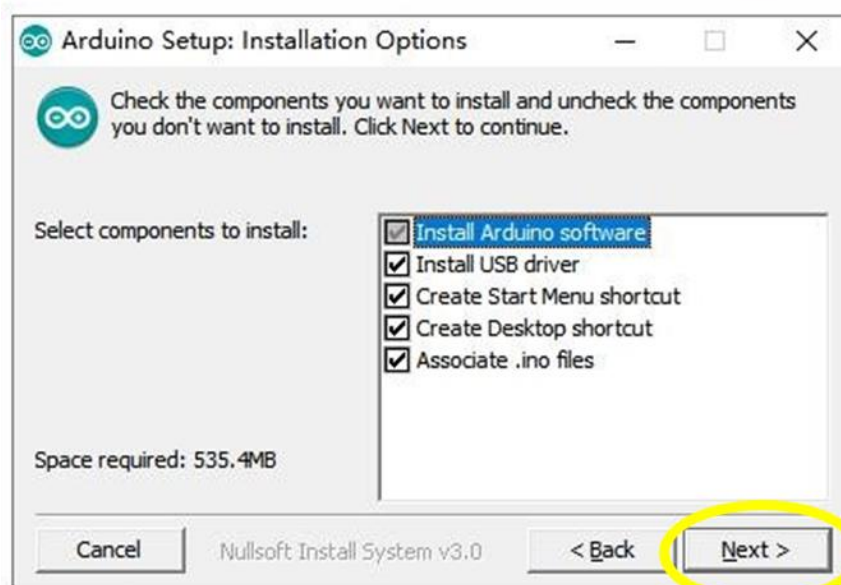 Arduino Setup: Installation Options
Check the components you want to install and uncheck the components
you don't want to install. Click Next to continue.
Select components to install:
Install Arduino software
Install USB driver
Create Start Menu shortcut
Create Desktop shortcut
Associate .ino files
Space required: 535.4MB
Cancel
Nullsoft Install System v3.0
< Back
Next >